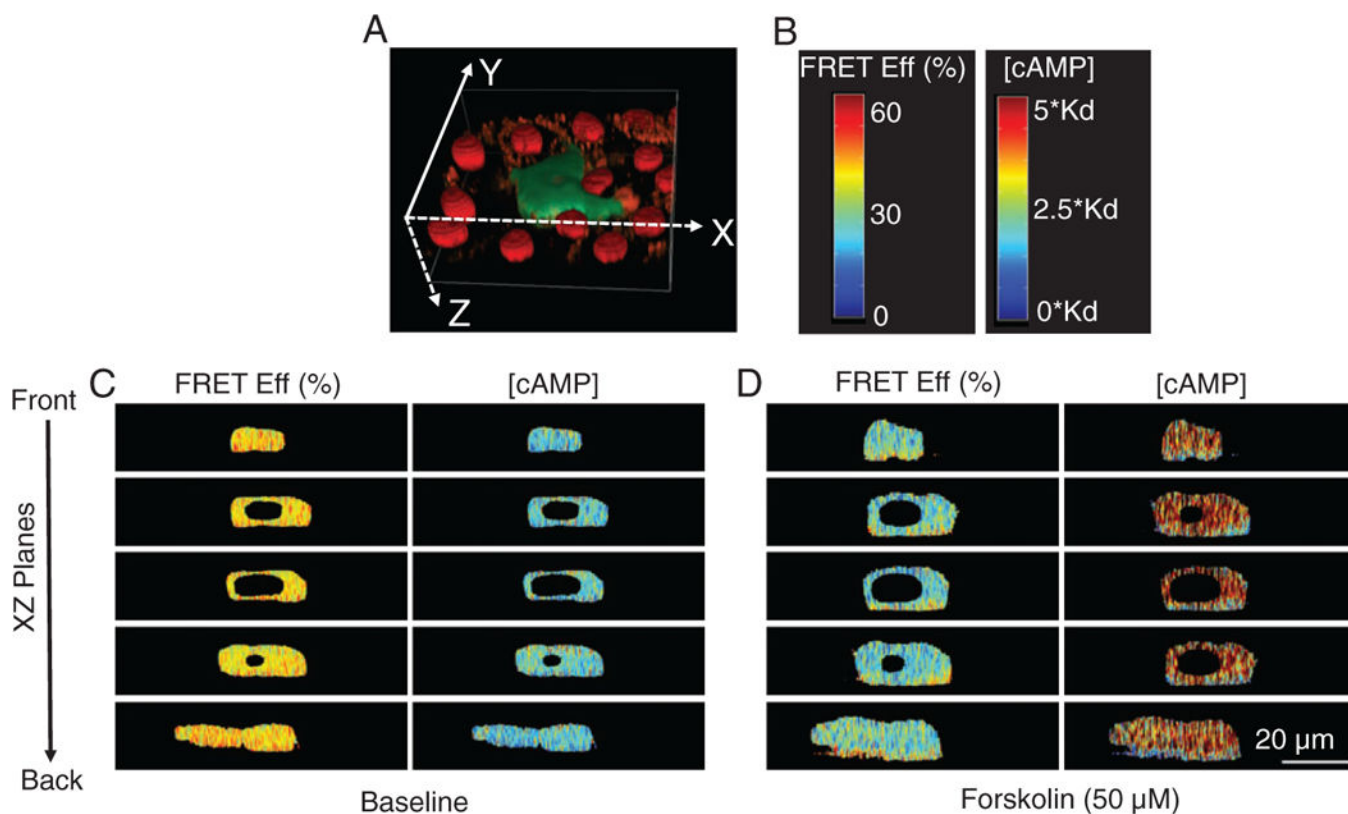 A
Y
X
Z
B
FRET Eff (%)
60
30
0
[cAMP]
5*Kd
2.5*Kd
0*Kd
Front
XZ Planes
Back
C
FRET Eff (%)
[cAMP]
Baseline
D
FRET Eff (%)
[cAMP]
20 μm
Forskolin (50 μM)